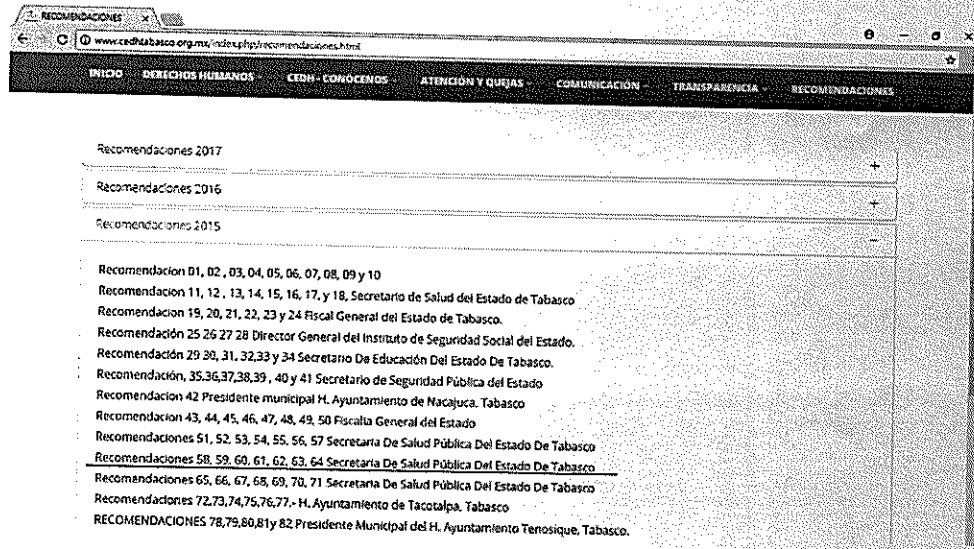 RECOMENDACIONES
www.cedhtabasco.org.mx/index.php/recomendaciones.html
INICIO DERECHOS HUMANOS CEDH - CONÓCENOS ATENCIÓN Y QUEJAS COMUNICACIÓN TRANSPARENCIA RECOMENDACIONES
Recomendaciones 2017
Recomendaciones 2016
Recomendaciones 2015
Recomendacion 01, 02 , 03, 04, 05, 06, 07, 08, 09 y 10
Recomendacion 11, 12 , 13, 14, 15, 16, 17, y 18, Secretario de Salud del Estado de Tabasco
Recomendacion 19, 20, 21, 22, 23 y 24 Fiscal General del Estado de Tabasco.
Recomendación 25 26 27 28 Director General del Instituto de Seguridad Social del Estado.
Recomendación 29 30, 31, 32,33 y 34 Secretario De Educación Del Estado De Tabasco.
Recomendación, 35,36,37,38,39 , 40 y 41 Secretario de Seguridad Pública del Estado
Recomendacion 42 Presidente municipal H. Ayuntamiento de Nacajuca, Tabasco
Recomendacion 43, 44, 45, 46, 47, 48, 49, 50 Fiscalía General del Estado
Recomendaciones 51, 52, 53, 54, 55, 56, 57 Secretaria De Salud Pública Del Estado De Tabasco
Recomendaciones 58, 59, 60, 61, 62, 63, 64 Secretaria De Salud Pública Del Estado De Tabasco
Recomendaciones 65, 66, 67, 68, 69, 70, 71 Secretaria De Salud Pública Del Estado De Tabasco
Recomendaciones 72,73,74,75,76,77,- H. Ayuntamiento de Tacotalpa, Tabasco
RECOMENDACIONES 78,79,80,81y 82 Presidente Municipal del H. Ayuntamiento Tenosique, Tabasco.